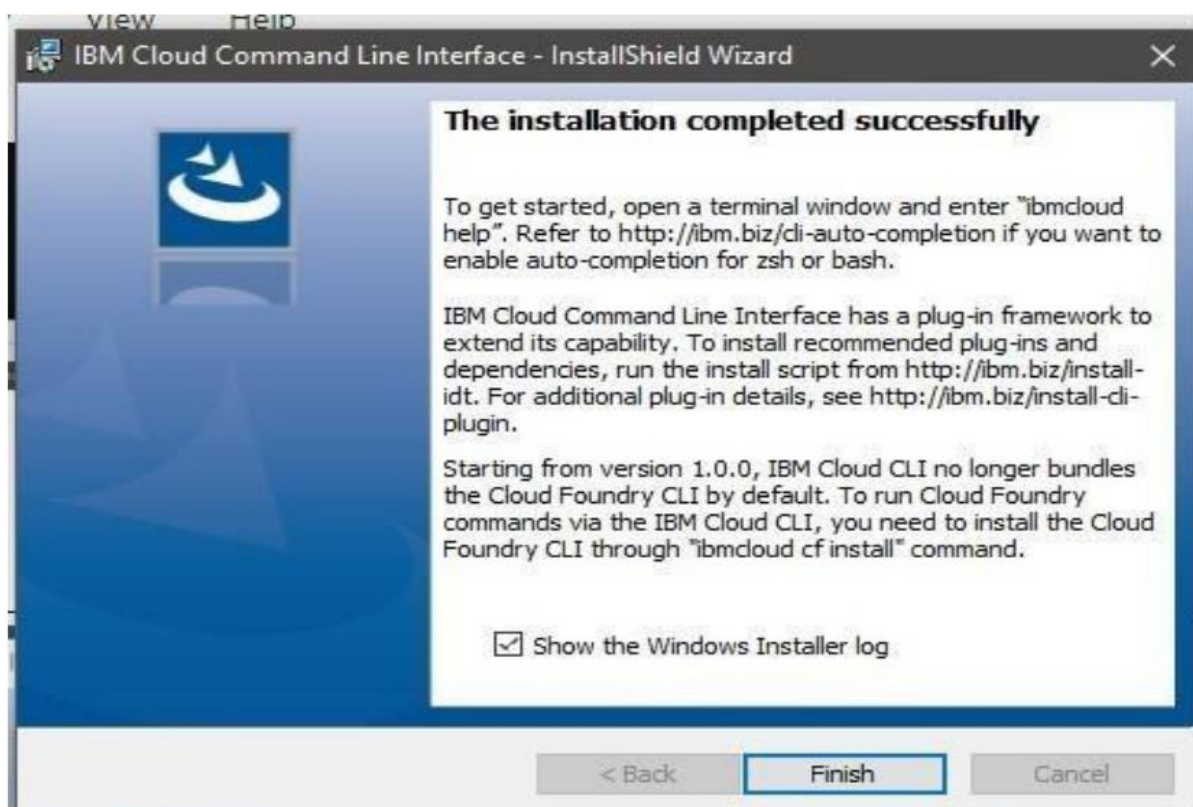 View Help
IBM Cloud Command Line Interface - InstallShield Wizard
The installation completed successfully
To get started, open a terminal window and enter "ibmcloud
help". Refer to http://ibm.biz/cli-auto-completion if you want to
enable auto-completion for zsh or bash.
IBM Cloud Command Line Interface has a plug-in framework to
extend its capability. To install recommended plug-ins and
dependencies, run the install script from http://ibm.biz/install-
idt. For additional plug-in details, see http://ibm.biz/install-cli-
plugin.
Starting from version 1.0.0, IBM Cloud CLI no longer bundles
the Cloud Foundry CLI by default. To run Cloud Foundry
commands via the IBM Cloud CLI, you need to install the Cloud
Foundry CLI through "ibmcloud cf install" command.
Show the Windows Installer log
< Back Finish Cancel